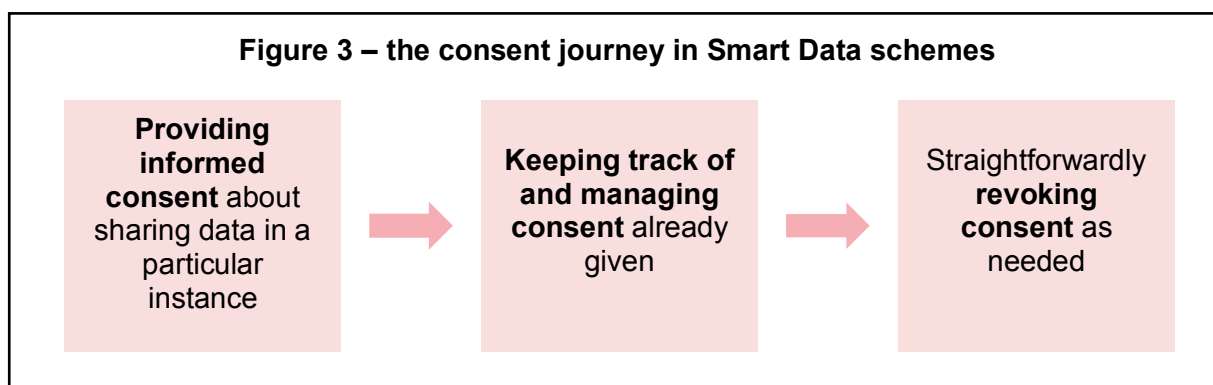 Figure 3 – the consent journey in Smart Data schemes
Providing
informed
consent about
sharing data in a
particular
instance
Keeping track of
and managing
consent already
given
Straightforwardly
revoking
consent as
needed